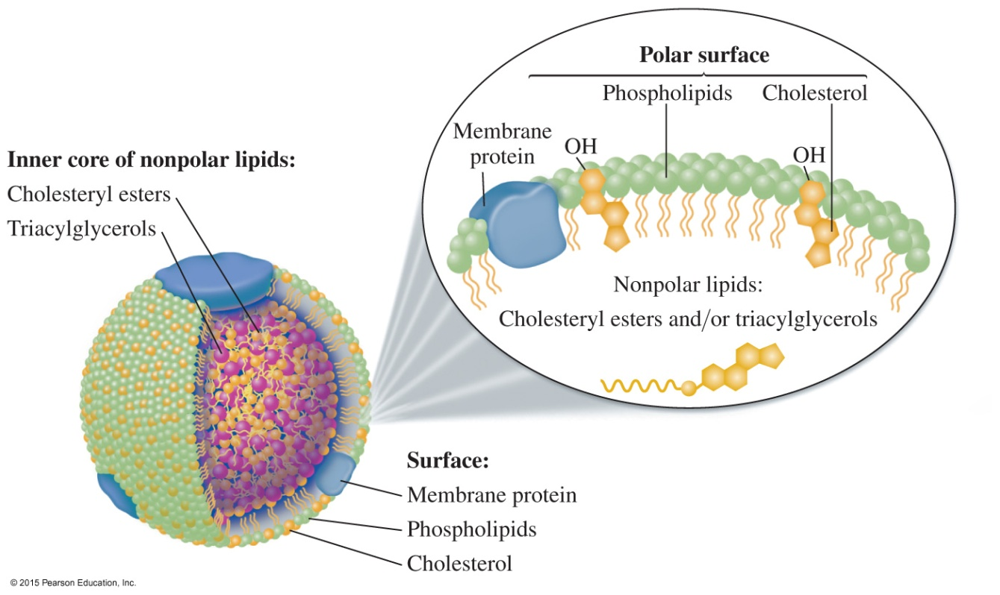 Polar surface
Phospholipids
Cholesterol
Membrane
protein
OH
OH
Inner core of nonpolar lipids:
Cholesteryl esters
Triacylglycerols
Nonpolar lipids:
Cholesteryl esters and/or triacylglycerols
Surface:
Membrane protein
Phospholipids
Cholesterol
© 2015 Pearson Education, Inc.